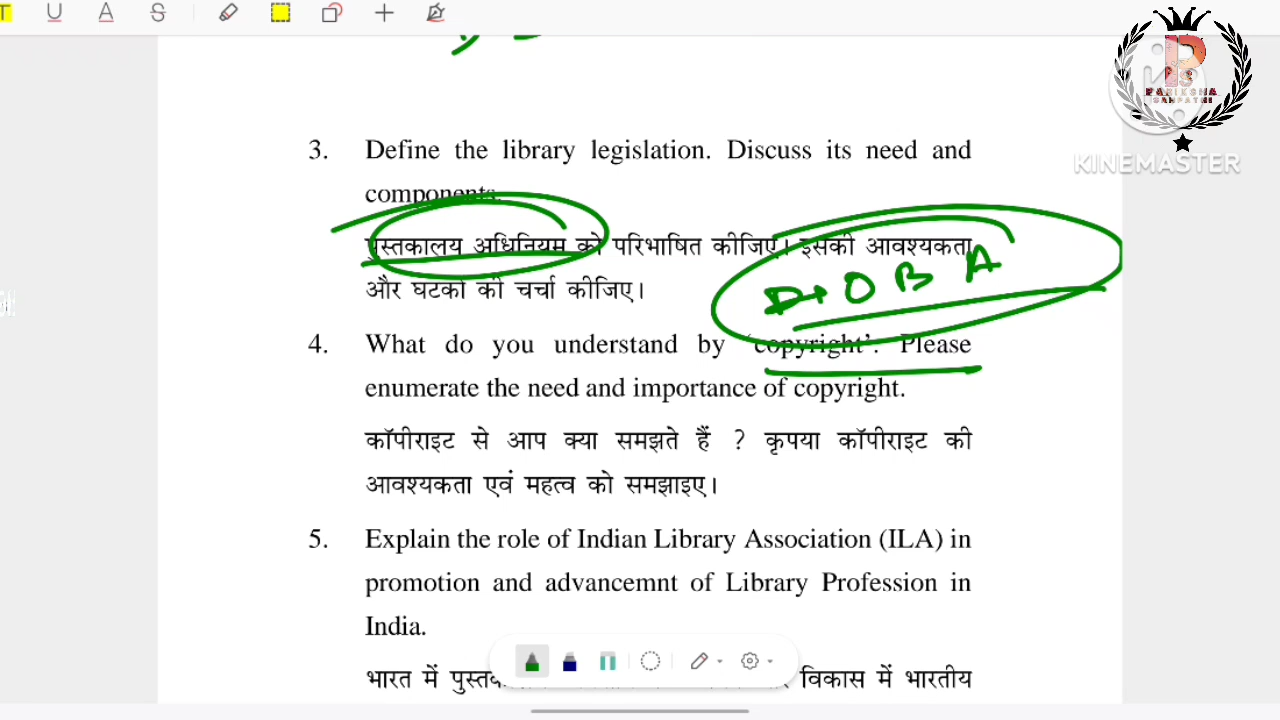 PARIKSHA
SANPATHI
KINEMASTER
3. Define the library legislation. Discuss its need and
components.
पुस्तकालय अधिनियम को परिभाषित कीजिए। इसकी आवश्यकता
और घटकों की चर्चा कीजिए।
O B A
4. What do you understand by 'copyright'. Please
enumerate the need and importance of copyright.
कॉपीराइट से आप क्या समझते हैं ? कृपया कॉपीराइट की
आवश्यकता एवं महत्व को समझाइए।
5. Explain the role of Indian Library Association (ILA) in
promotion and advancemnt of Library Profession in
India.
भारत में विकास में भारतीय